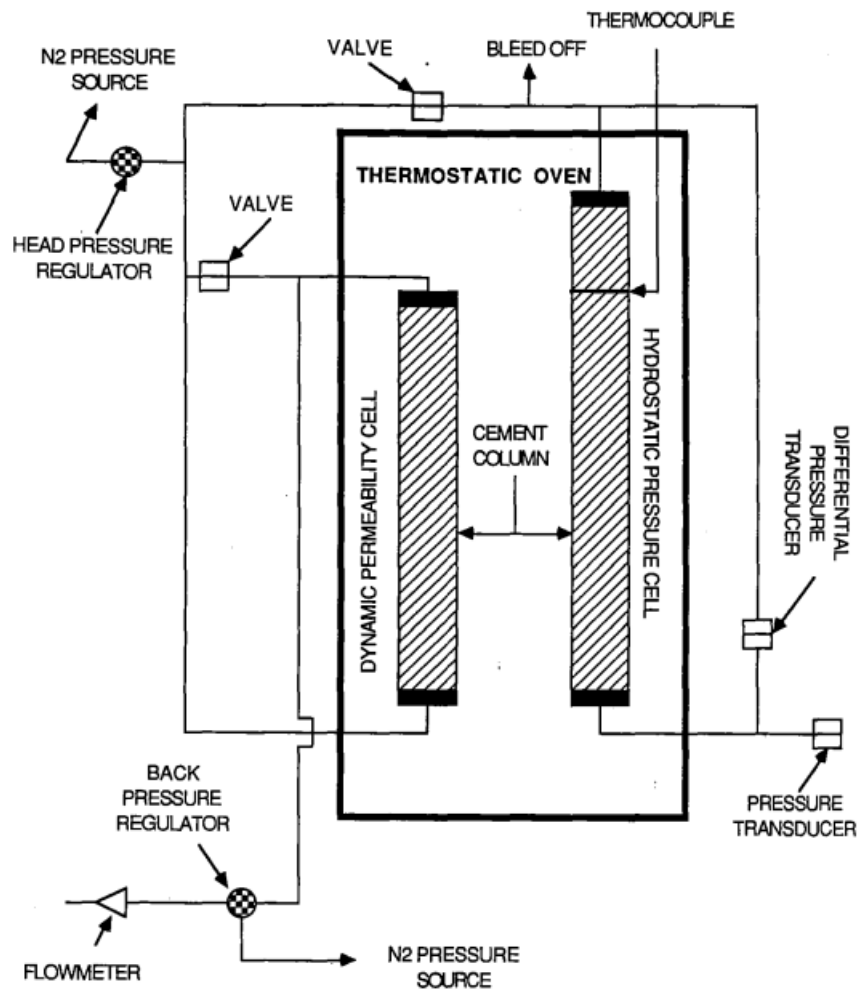 THERMOCOUPLE
VALVE
BLEED OFF
N2 PRESSURE
SOURCE
THERMOSTATIC OVEN
VALVE
HEAD PRESSURE
REGULATOR
DYNAMIC PERMEABILITY CELL
CEMENT
COLUMN
HYDROSTATIC PRESSURE CELL
DIFFERENTIAL
PRESSURE
TRANSDUCER
BACK
PRESSURE
REGULATOR
PRESSURE
TRANSDUCER
FLOWMETER
N2 PRESSURE
SOURCE